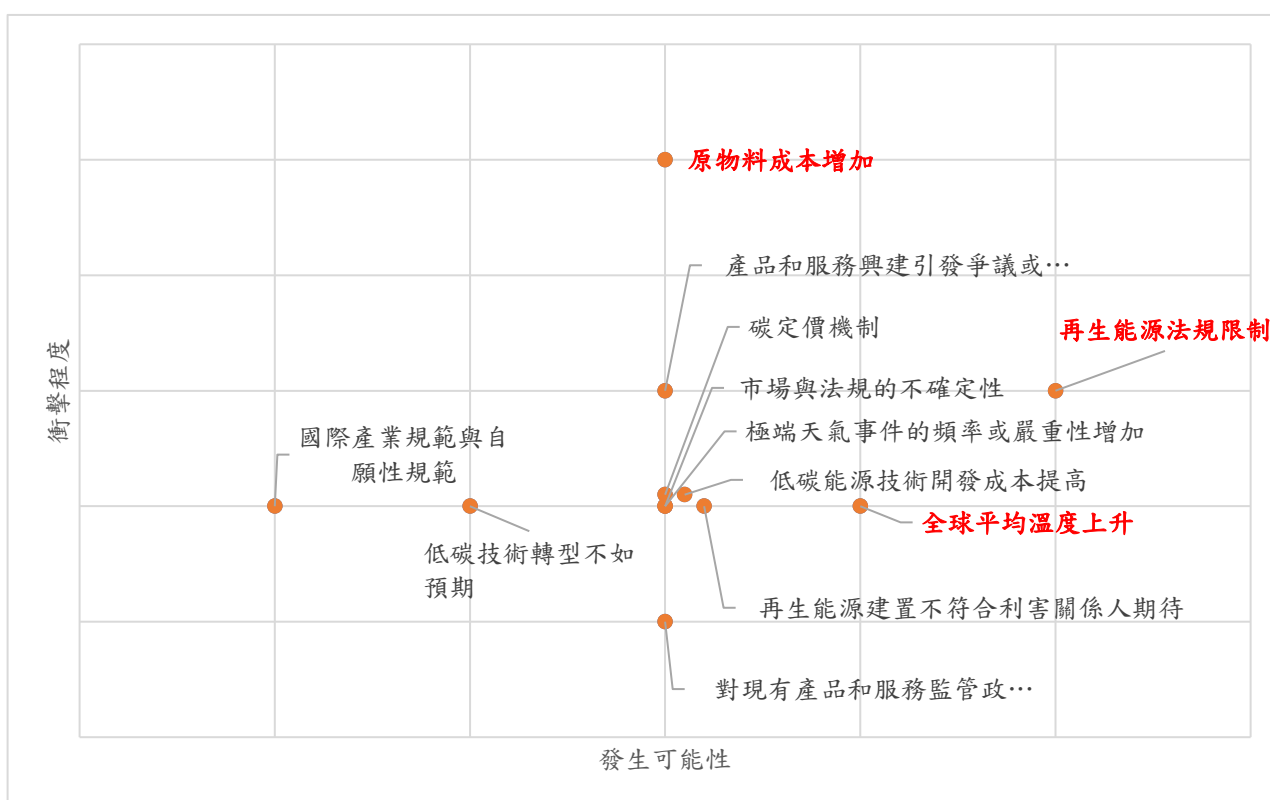 原物料成本增加
產品和服務興建引發爭議或…
碳定價機制
再生能源法規限制
衝擊程度
市場與法規的不確定性
國際產業規範與自
願性規範
極端天氣事件的頻率或嚴重性增加
低碳能源技術開發成本提高
全球平均溫度上升
低碳技術轉型不如
預期
再生能源建置不符合利害關係人期待
對現有產品和服務監管政…
發生可能性